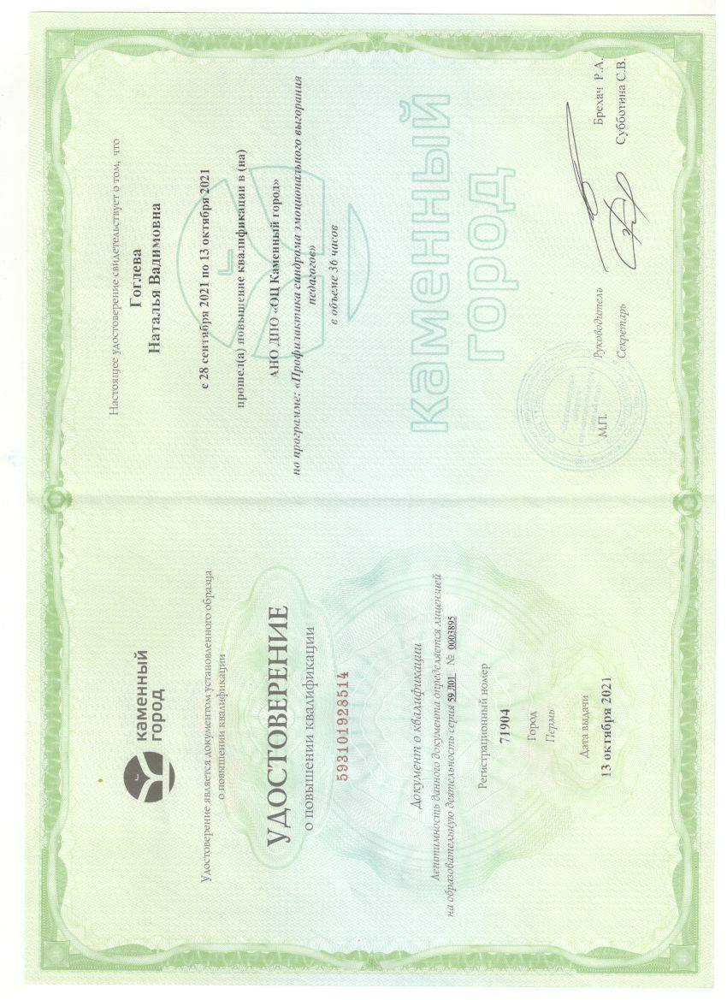 каменный
город
Удостоверение является документом установленного образца
о повышении квалификации
УДОСТОВЕРЕНИЕ
о повышении квалификации
593101928514
Документ о квалификации
Легитимность данного документа определяется лицензией
на образовательную деятельность серия 59 Л01 № 0003895
Регистрационный номер
71904
Город
Пермь
Дата выдачи
13 октября 2021
Настоящее удостоверение свидетельствует о том, что
Гоглева
Наталья Вадимовна
с 28 сентября 2021 по 13 октября 2021
прошел(а) повышение квалификации в (на)
АНО ДПО «ОЦ Каменный город»
по программе: «Профилактика синдрома эмоционального выгорания
педагогов»
в объеме 36 часов
каменный
город
М.П.
Руководитель
Брехач Р.А.
Секретарь
Субботина С.В.